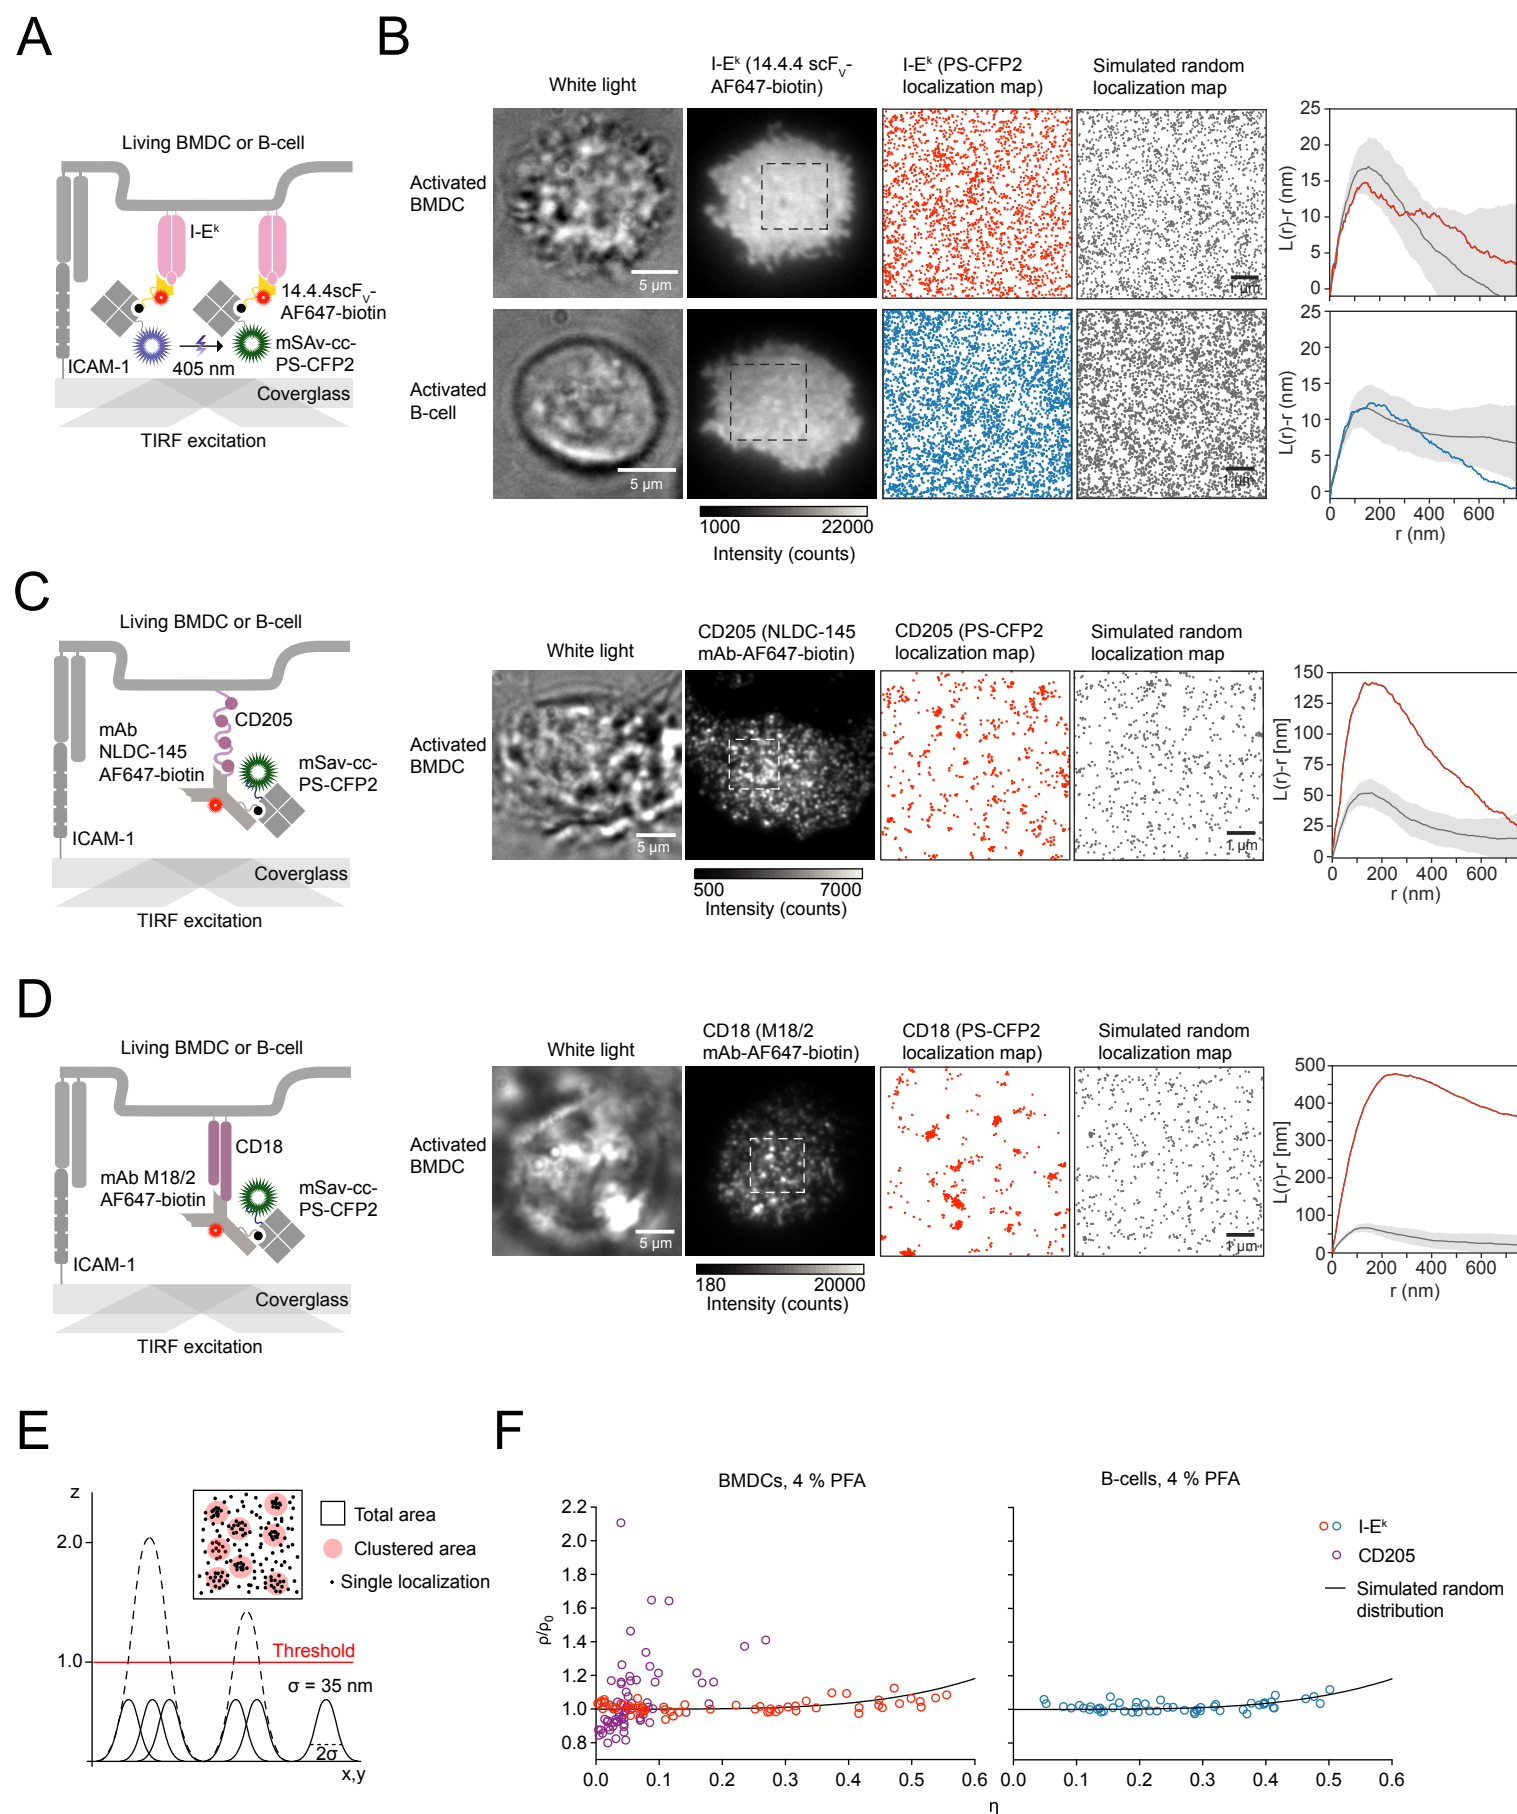 A
Living BMDC or B-cell
I-Eᵏ
14.4.4scFᵥ-
AF647-biotin
mSAv-cc-
PS-CFP2
ICAM-1
405 nm
Coverglass
TIRF excitation
B
White light
I-Eᵏ (14.4.4 scFᵥ-
AF647-biotin)
I-Eᵏ (PS-CFP2
localization map)
Simulated random
localization map
Activated
BMDC
5 µm
1 µm
L(r)-r (nm)
25
20
15
10
5
0
Activated
B-cell
5 µm
1 µm
L(r)-r (nm)
25
20
15
10
5
0
0 200 400 600
r (nm)
1000 22000
Intensity (counts)
C
Living BMDC or B-cell
CD205
mAb
NLDC-145
AF647-biotin
mSav-cc-
PS-CFP2
ICAM-1
Coverglass
TIRF excitation
White light
CD205 (NLDC-145
mAb-AF647-biotin)
CD205 (PS-CFP2
localization map)
Simulated random
localization map
Activated
BMDC
5 µm
1 µm
500 7000
Intensity (counts)
L(r)-r [nm]
150
125
100
75
50
25
0
0 200 400 600
r (nm)
D
Living BMDC or B-cell
CD18
mAb M18/2
AF647-biotin
mSav-cc-
PS-CFP2
ICAM-1
Coverglass
TIRF excitation
White light
CD18 (M18/2
mAb-AF647-biotin)
CD18 (PS-CFP2
localization map)
Simulated random
localization map
Activated
BMDC
5 µm
1 µm
180 20000
Intensity (counts)
L(r)-r [nm]
500
400
300
200
100
0
0 200 400 600
r (nm)
E
z
2.0
1.0
Total area
Clustered area
Single localization
Threshold
σ = 35 nm
2σ
x,y
F
BMDCs, 4 % PFA
ρ/ρ₀
2.2
2.0
1.8
1.6
1.4
1.2
1.0
0.8
0.0 0.1 0.2 0.3 0.4 0.5 0.6
B-cells, 4 % PFA
0.0 0.1 0.2 0.3 0.4 0.5 0.6
η
I-Eᵏ
CD205
Simulated random
distribution